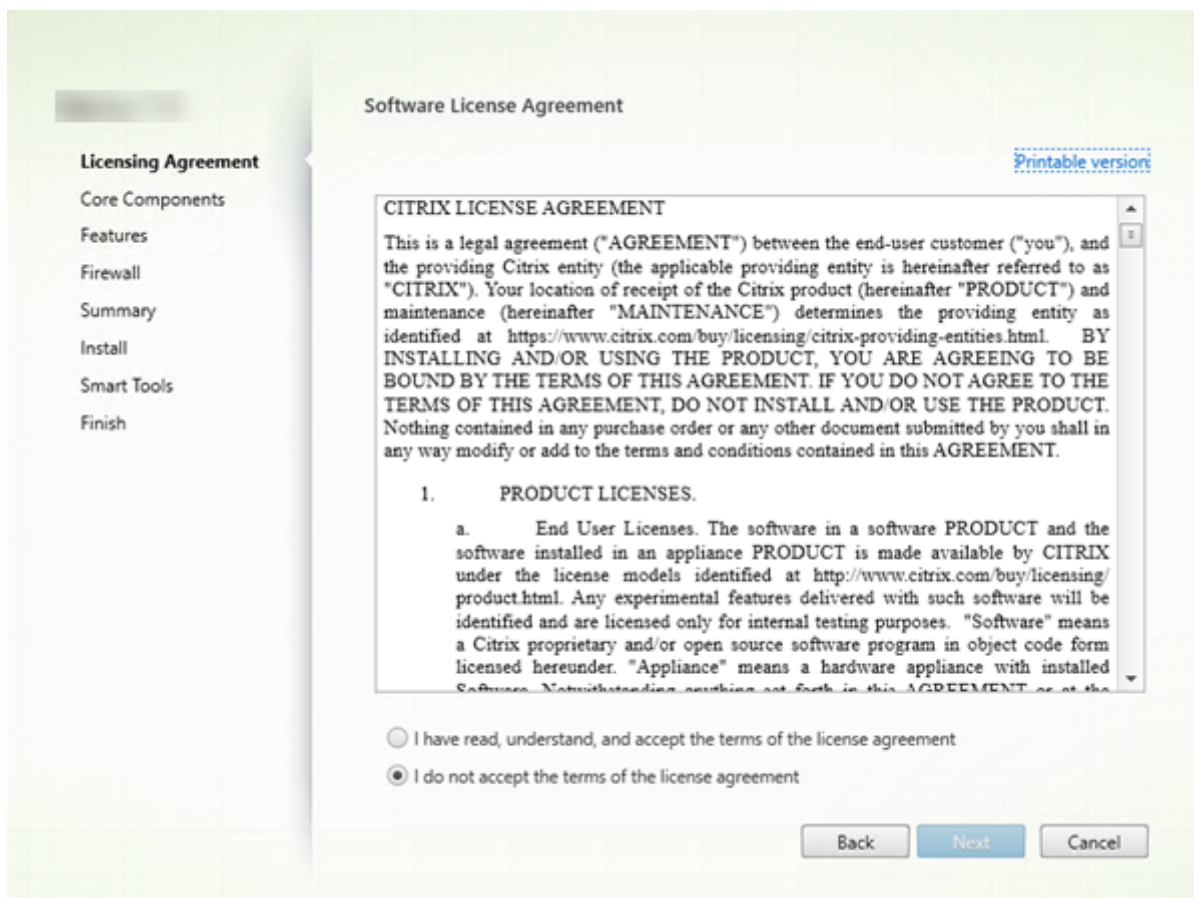 Software License Agreement
Licensing Agreement
Core Components
Features
Firewall
Summary
Install
Smart Tools
Finish
Printable version
CITRIX LICENSE AGREEMENT
This is a legal agreement ("AGREEMENT") between the end-user customer ("you"), and
the providing Citrix entity (the applicable providing entity is hereinafter referred to as
"CITRIX"). Your location of receipt of the Citrix product (hereinafter "PRODUCT") and
maintenance (hereinafter "MAINTENANCE") determines the providing entity as
identified at https://www.citrix.com/buy/licensing/citrix-providing-entities.html. BY
INSTALLING AND/OR USING THE PRODUCT, YOU ARE AGREEING TO BE
BOUND BY THE TERMS OF THIS AGREEMENT. IF YOU DO NOT AGREE TO THE
TERMS OF THIS AGREEMENT, DO NOT INSTALL AND/OR USE THE PRODUCT.
Nothing contained in any purchase order or any other document submitted by you shall in
any way modify or add to the terms and conditions contained in this AGREEMENT.
1. PRODUCT LICENSES.
a. End User Licenses. The software in a software PRODUCT and the
software installed in an appliance PRODUCT is made available by CITRIX
under the license models identified at http://www.citrix.com/buy/licensing/
product.html. Any experimental features delivered with such software will be
identified and are licensed only for internal testing purposes. "Software" means
a Citrix proprietary and/or open source software program in object code form
licensed hereunder. "Appliance" means a hardware appliance with installed
Software. Notwithstanding anything set forth in this AGREEMENT or at the
I have read, understand, and accept the terms of the license agreement
I do not accept the terms of the license agreement
Back
Next
Cancel